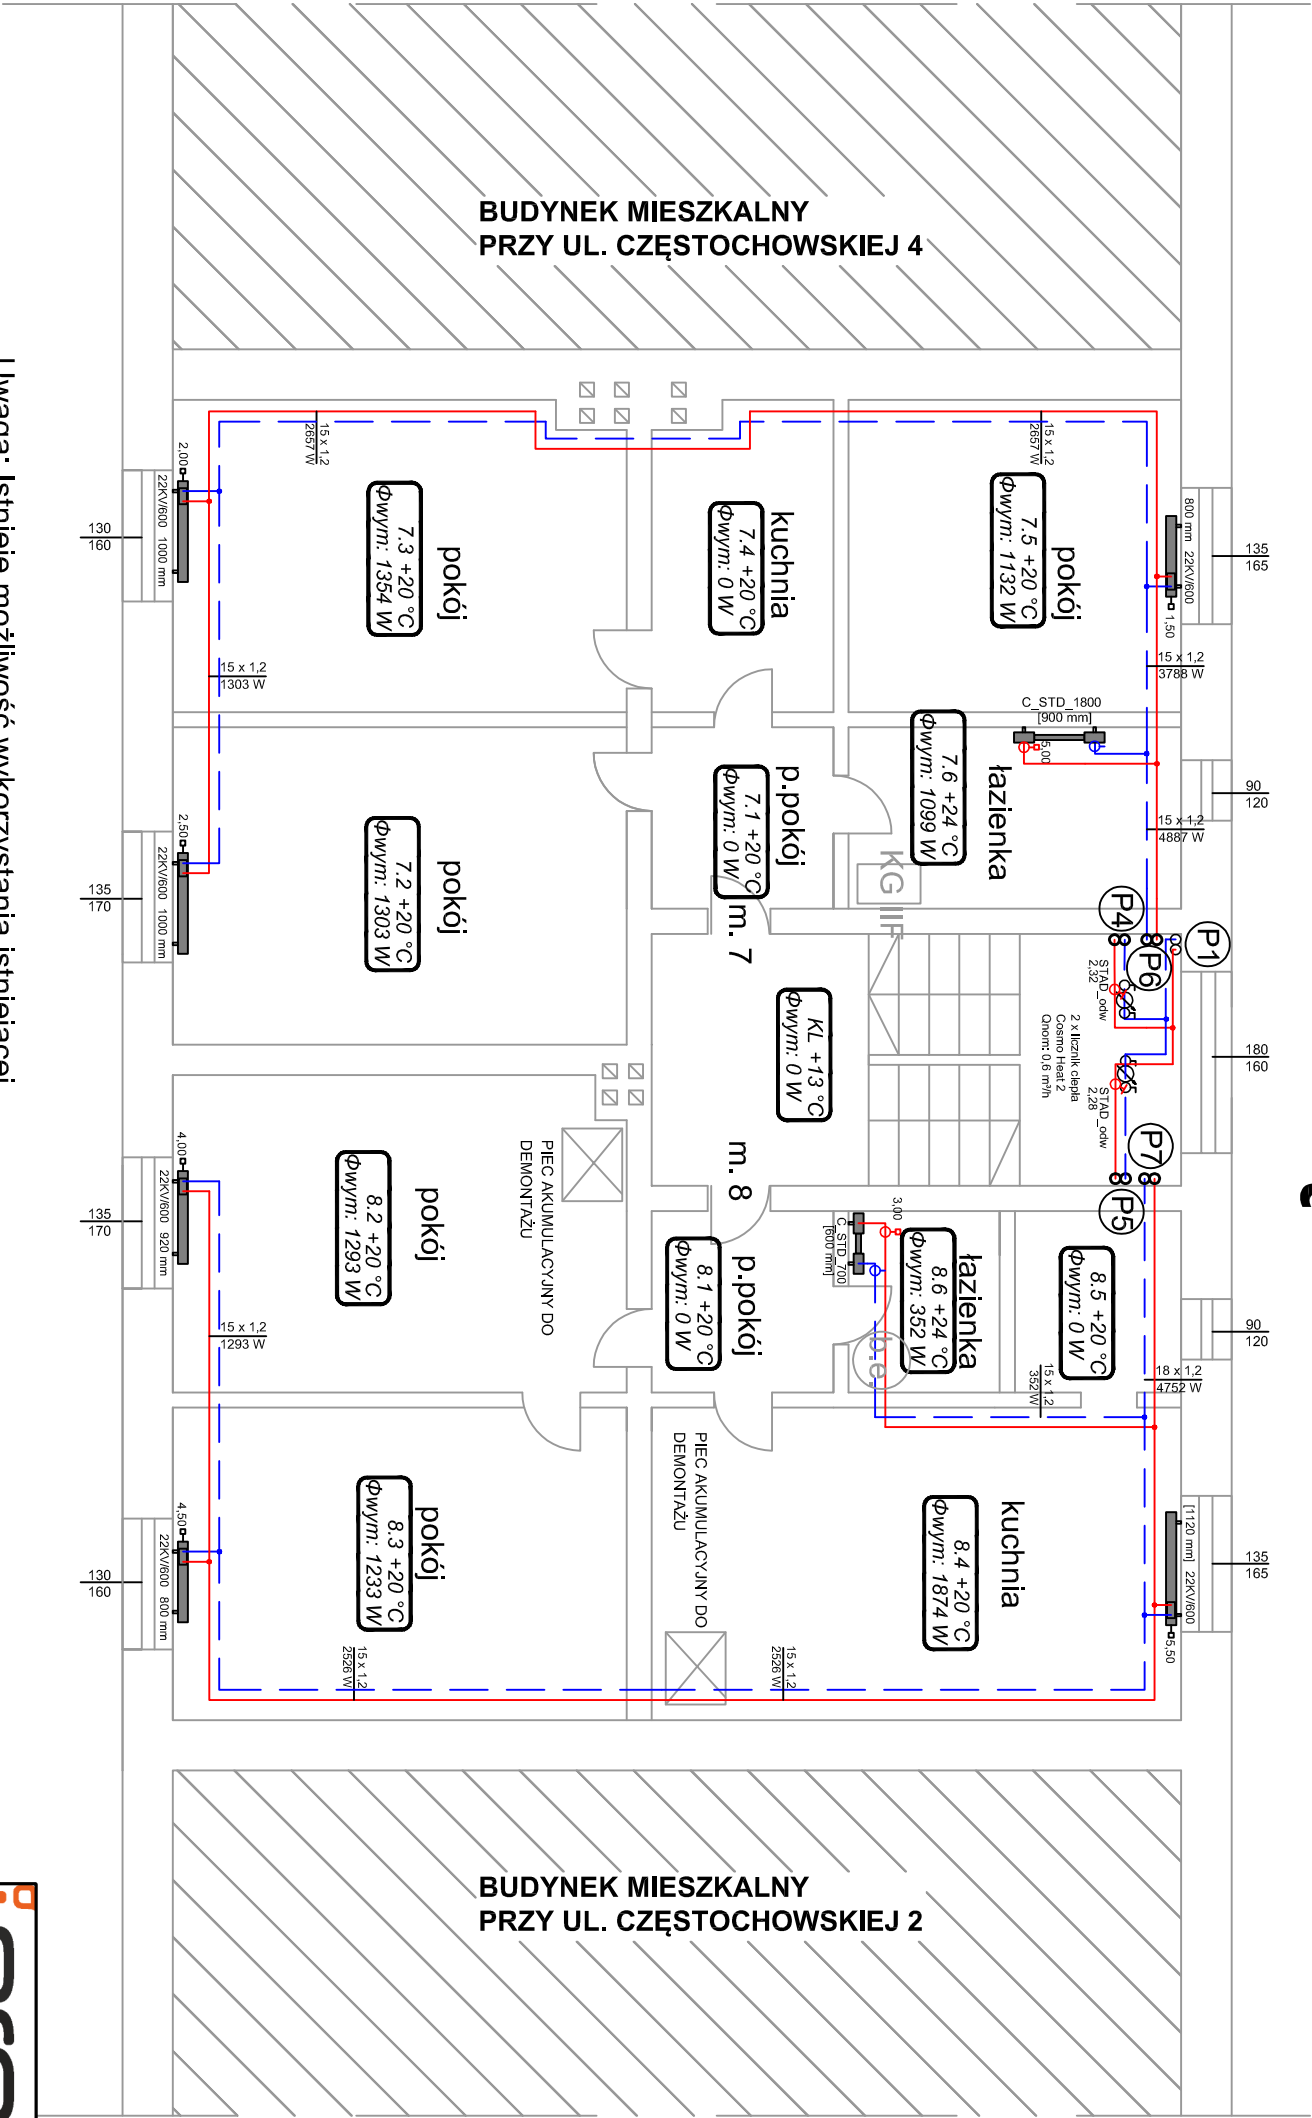 BUDYNEK MIESZKALNY
PRZY UL. CZĘSTOCHOWSKIEJ 4
135
165
800 mm 22KV/600
1,50
15 x 1,2
2657 W
pokój
7.5 +20 °C
Φwym: 1132 W
15 x 1,2
3788 W
kuchnia
7.4 +20 °C
Φwym: 0 W
pokój
7.3 +20 °C
Φwym: 1354 W
15 x 1,2
2657 W
2,00
22KV/600 1000 mm
130
160
15 x 1,2
1303 W
C_STD_1800
[900 mm]
5,00
90
120
15 x 1,2
4887 W
łazienka
7.6 +24 °C
Φwym: 1099 W
KG
p.pokój
7.1 +20 °C
Φwym: 0 W
m. 7
pokój
7.2 +20 °C
Φwym: 1303 W
2,50
22KV/600 1000 mm
135
170
P1
P4
P6
STAD_odw
2,32
180
160
2 x licznik ciepła
Cosmo Heat 2
Qnom: 0,6 m³/h
STAD_odw
2,28
KL +13 °C
Φwym: 0 W
P7
P5
m. 8
PIEC AKUMULACYJNY DO
DEMONTAŻU
pokój
8.2 +20 °C
Φwym: 1293 W
4,00
22KV/600 920 mm
135
170
3,00
C_STD_700
[600 mm]
łazienka
8.6 +24 °C
Φwym: 352 W
p.e.
8.5 +20 °C
Φwym: 0 W
90
120
18 x 1,2
4752 W
15 x 1,2
352 W
p.pokój
8.1 +20 °C
Φwym: 0 W
15 x 1,2
1293 W
PIEC AKUMULACYJNY DO
DEMONTAŻU
kuchnia
8.4 +20 °C
Φwym: 1874 W
[1120 mm] 22KV/600
5,50
135
165
pokój
8.3 +20 °C
Φwym: 1233 W
4,50
22KV/600 800 mm
130
160
15 x 1,2
2526 W
15 x 1,2
2526 W
BUDYNEK MIESZKALNY
PRZY UL. CZĘSTOCHOWSKIEJ 2
Uwaga: Istnieje możliwość wykorzystania istniejącej